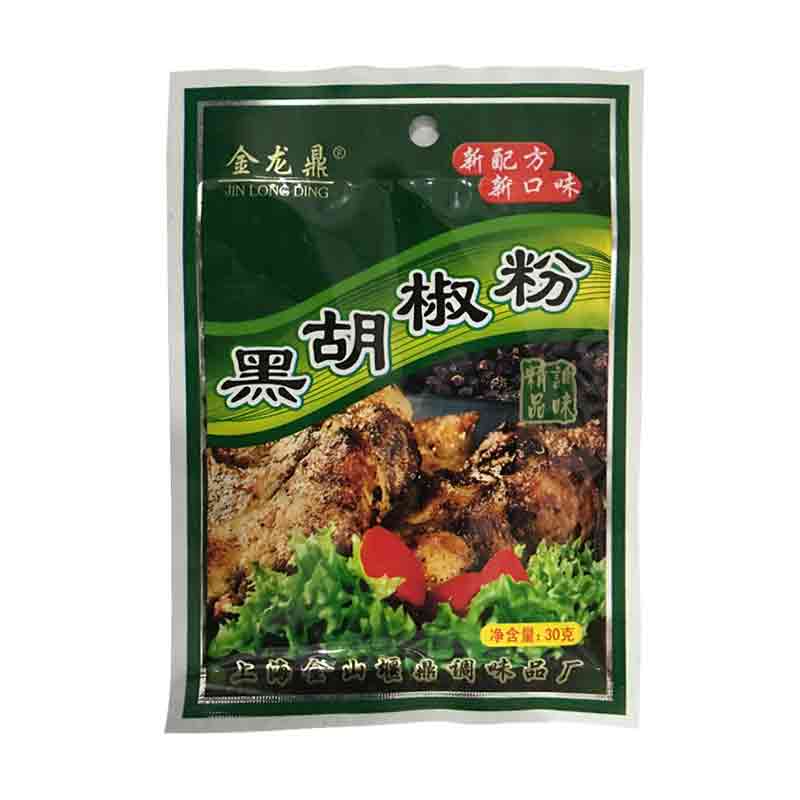 金龙鼎®
JIN LONG DING
新配方
新口味
黑胡椒粉
調味
精品
净含量：30克
上海金山堰鼎调味品厂